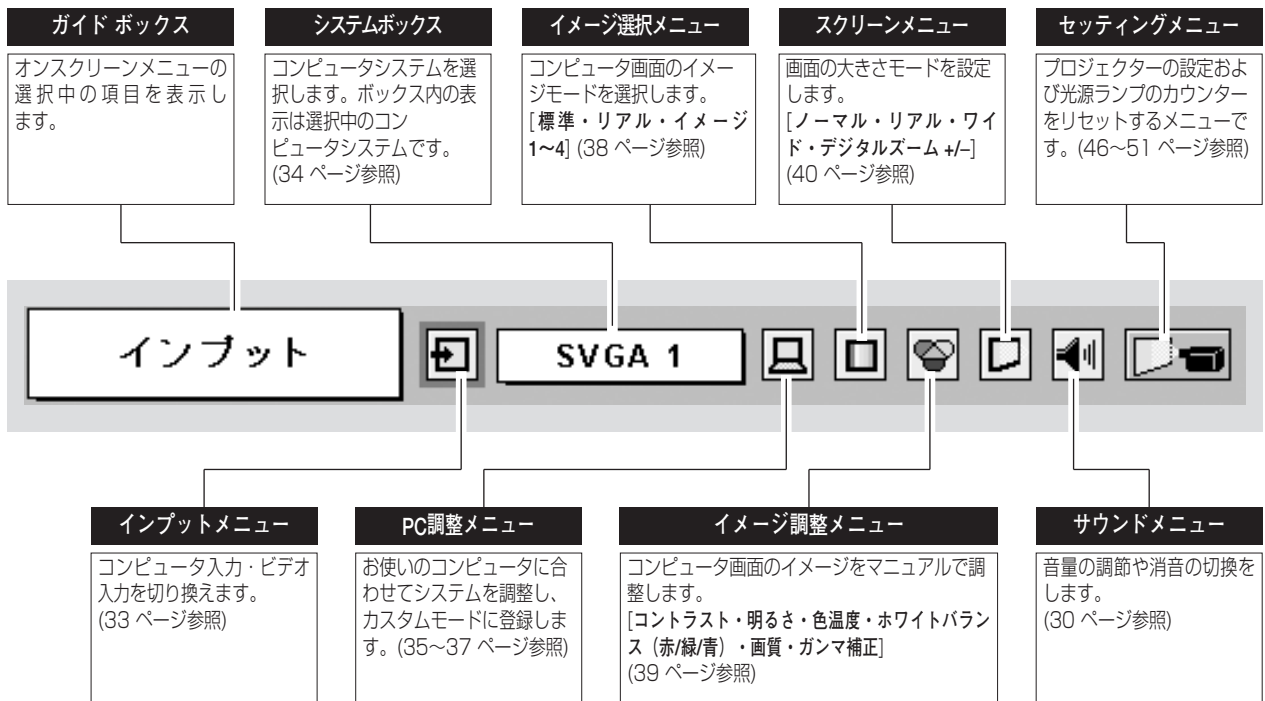 ガイド ボックス
オンスクリーンメニューの
選択中の項目を表示し
ます。
システムボックス
コンピュータシステムを選
択します。ボックス内の表
示は選択中のコン
ピュータシステムです。
(34 ページ参照)
イメージ選択メニュー
コンピュータ画面のイメー
ジモードを選択します。
[標準・リアル・イメージ
1〜4] (38 ページ参照)
スクリーンメニュー
画面の大きさモードを設定
します。
[ノーマル・リアル・ワイ
ド・デジタルズーム +/–]
(40 ページ参照)
セッティングメニュー
プロジェクターの設定およ
び光源ランプのカウンター
をリセットするメニューで
す。(46〜51 ページ参照)
インプット
SVGA 1
インプットメニュー
コンピュータ入力・ビデオ
入力を切り換えます。
(33 ページ参照)
PC調整メニュー
お使いのコンピュータに合
わせてシステムを調整し、
カスタムモードに登録しま
す。(35〜37 ページ参照)
イメージ調整メニュー
コンピュータ画面のイメージをマニュアルで調
整します。
[コントラスト・明るさ・色温度・ホワイトバラン
ス（赤/緑/青）・画質・ガンマ補正]
(39 ページ参照)
サウンドメニュー
音量の調節や消音の切換を
します。
(30 ページ参照)